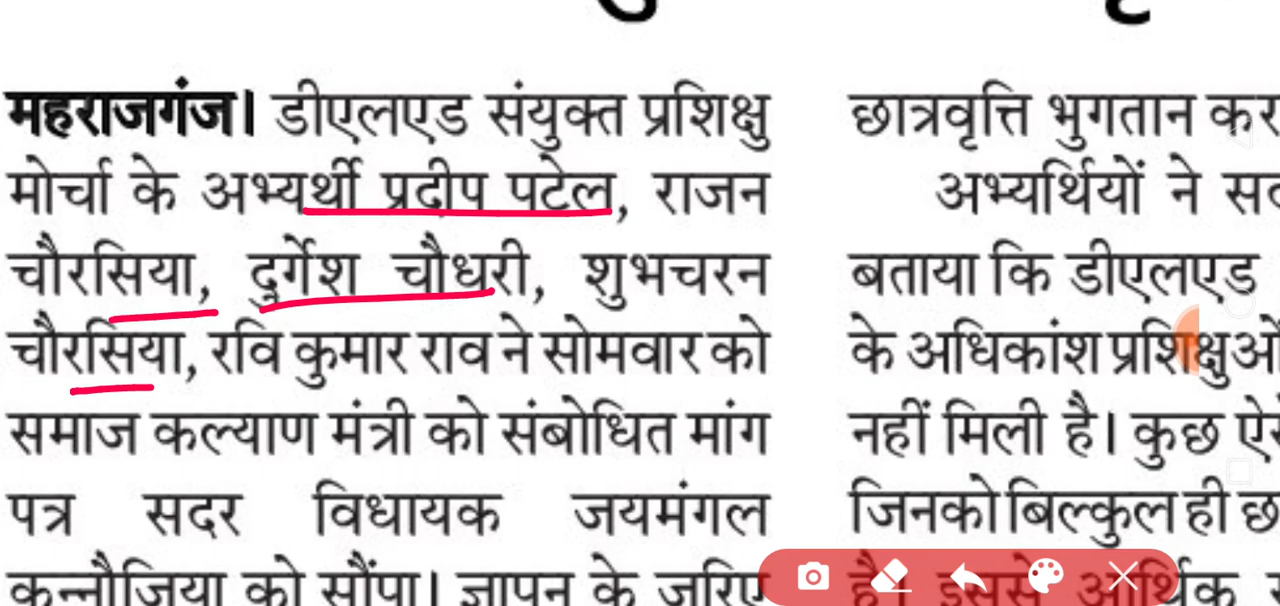 महराजगंज। डीएलएड संयुक्त प्रशिक्षु
मोर्चा के अभ्यर्थी प्रदीप पटेल, राजन
चौरसिया, दुर्गेश चौधरी, शुभचरन
चौरसिया, रवि कुमार राव ने सोमवार को
समाज कल्याण मंत्री को संबोधित मांग
पत्र सदर विधायक जयमंगल
कन्नौजिया को सौंपा। ज्ञापन के जरिए
छात्रवृत्ति भुगतान कर
अभ्यर्थियों ने
बताया कि डीएलएड
के अधिकांश प्रशिक्षुओं
नहीं मिली है। कुछ
जिनको बिल्कुल ही
है। इससे आर्थिक